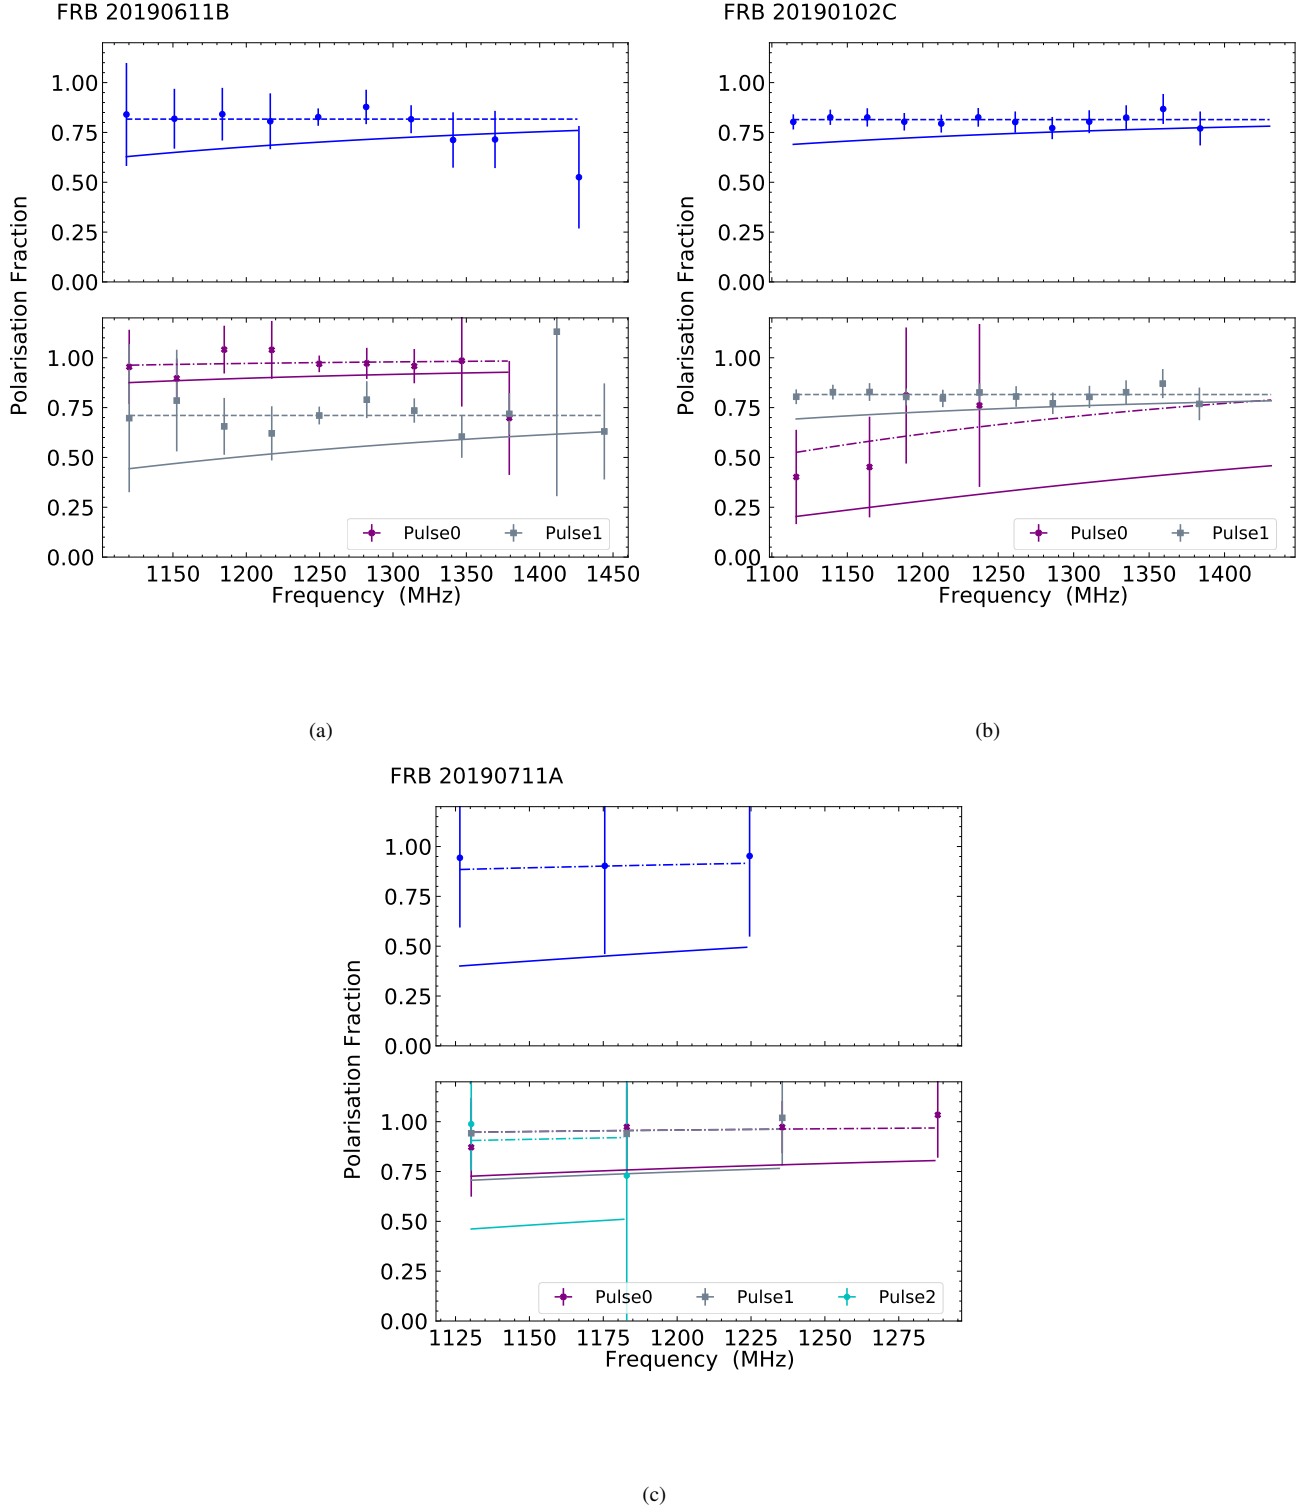 FRB 20190611B
1.00
0.75
0.50
0.25
0.00
1.00
0.75
0.50
0.25
0.00
Polarisation Fraction
Pulse0 Pulse1
1150 1200 1250 1300 1350 1400 1450
Frequency (MHz)
(a)
FRB 20190102C
1.00
0.75
0.50
0.25
0.00
1.00
0.75
0.50
0.25
0.00
Polarisation Fraction
Pulse0 Pulse1
1100 1150 1200 1250 1300 1350 1400
Frequency (MHz)
(b)
FRB 20190711A
1.00
0.75
0.50
0.25
0.00
1.00
0.75
0.50
0.25
0.00
Polarisation Fraction
Pulse0 Pulse1 Pulse2
1125 1150 1175 1200 1225 1250 1275
Frequency (MHz)
(c)